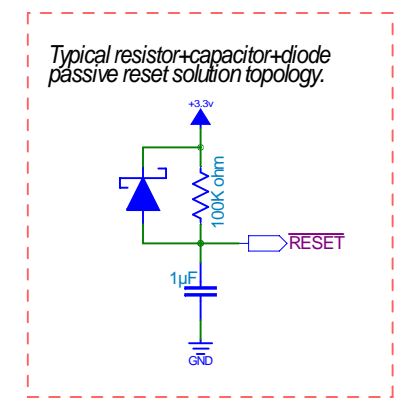 Typical resistor+capacitor+diode
passive reset solution topology.
+3.3v
100K ohm
RESET
1µF
GND